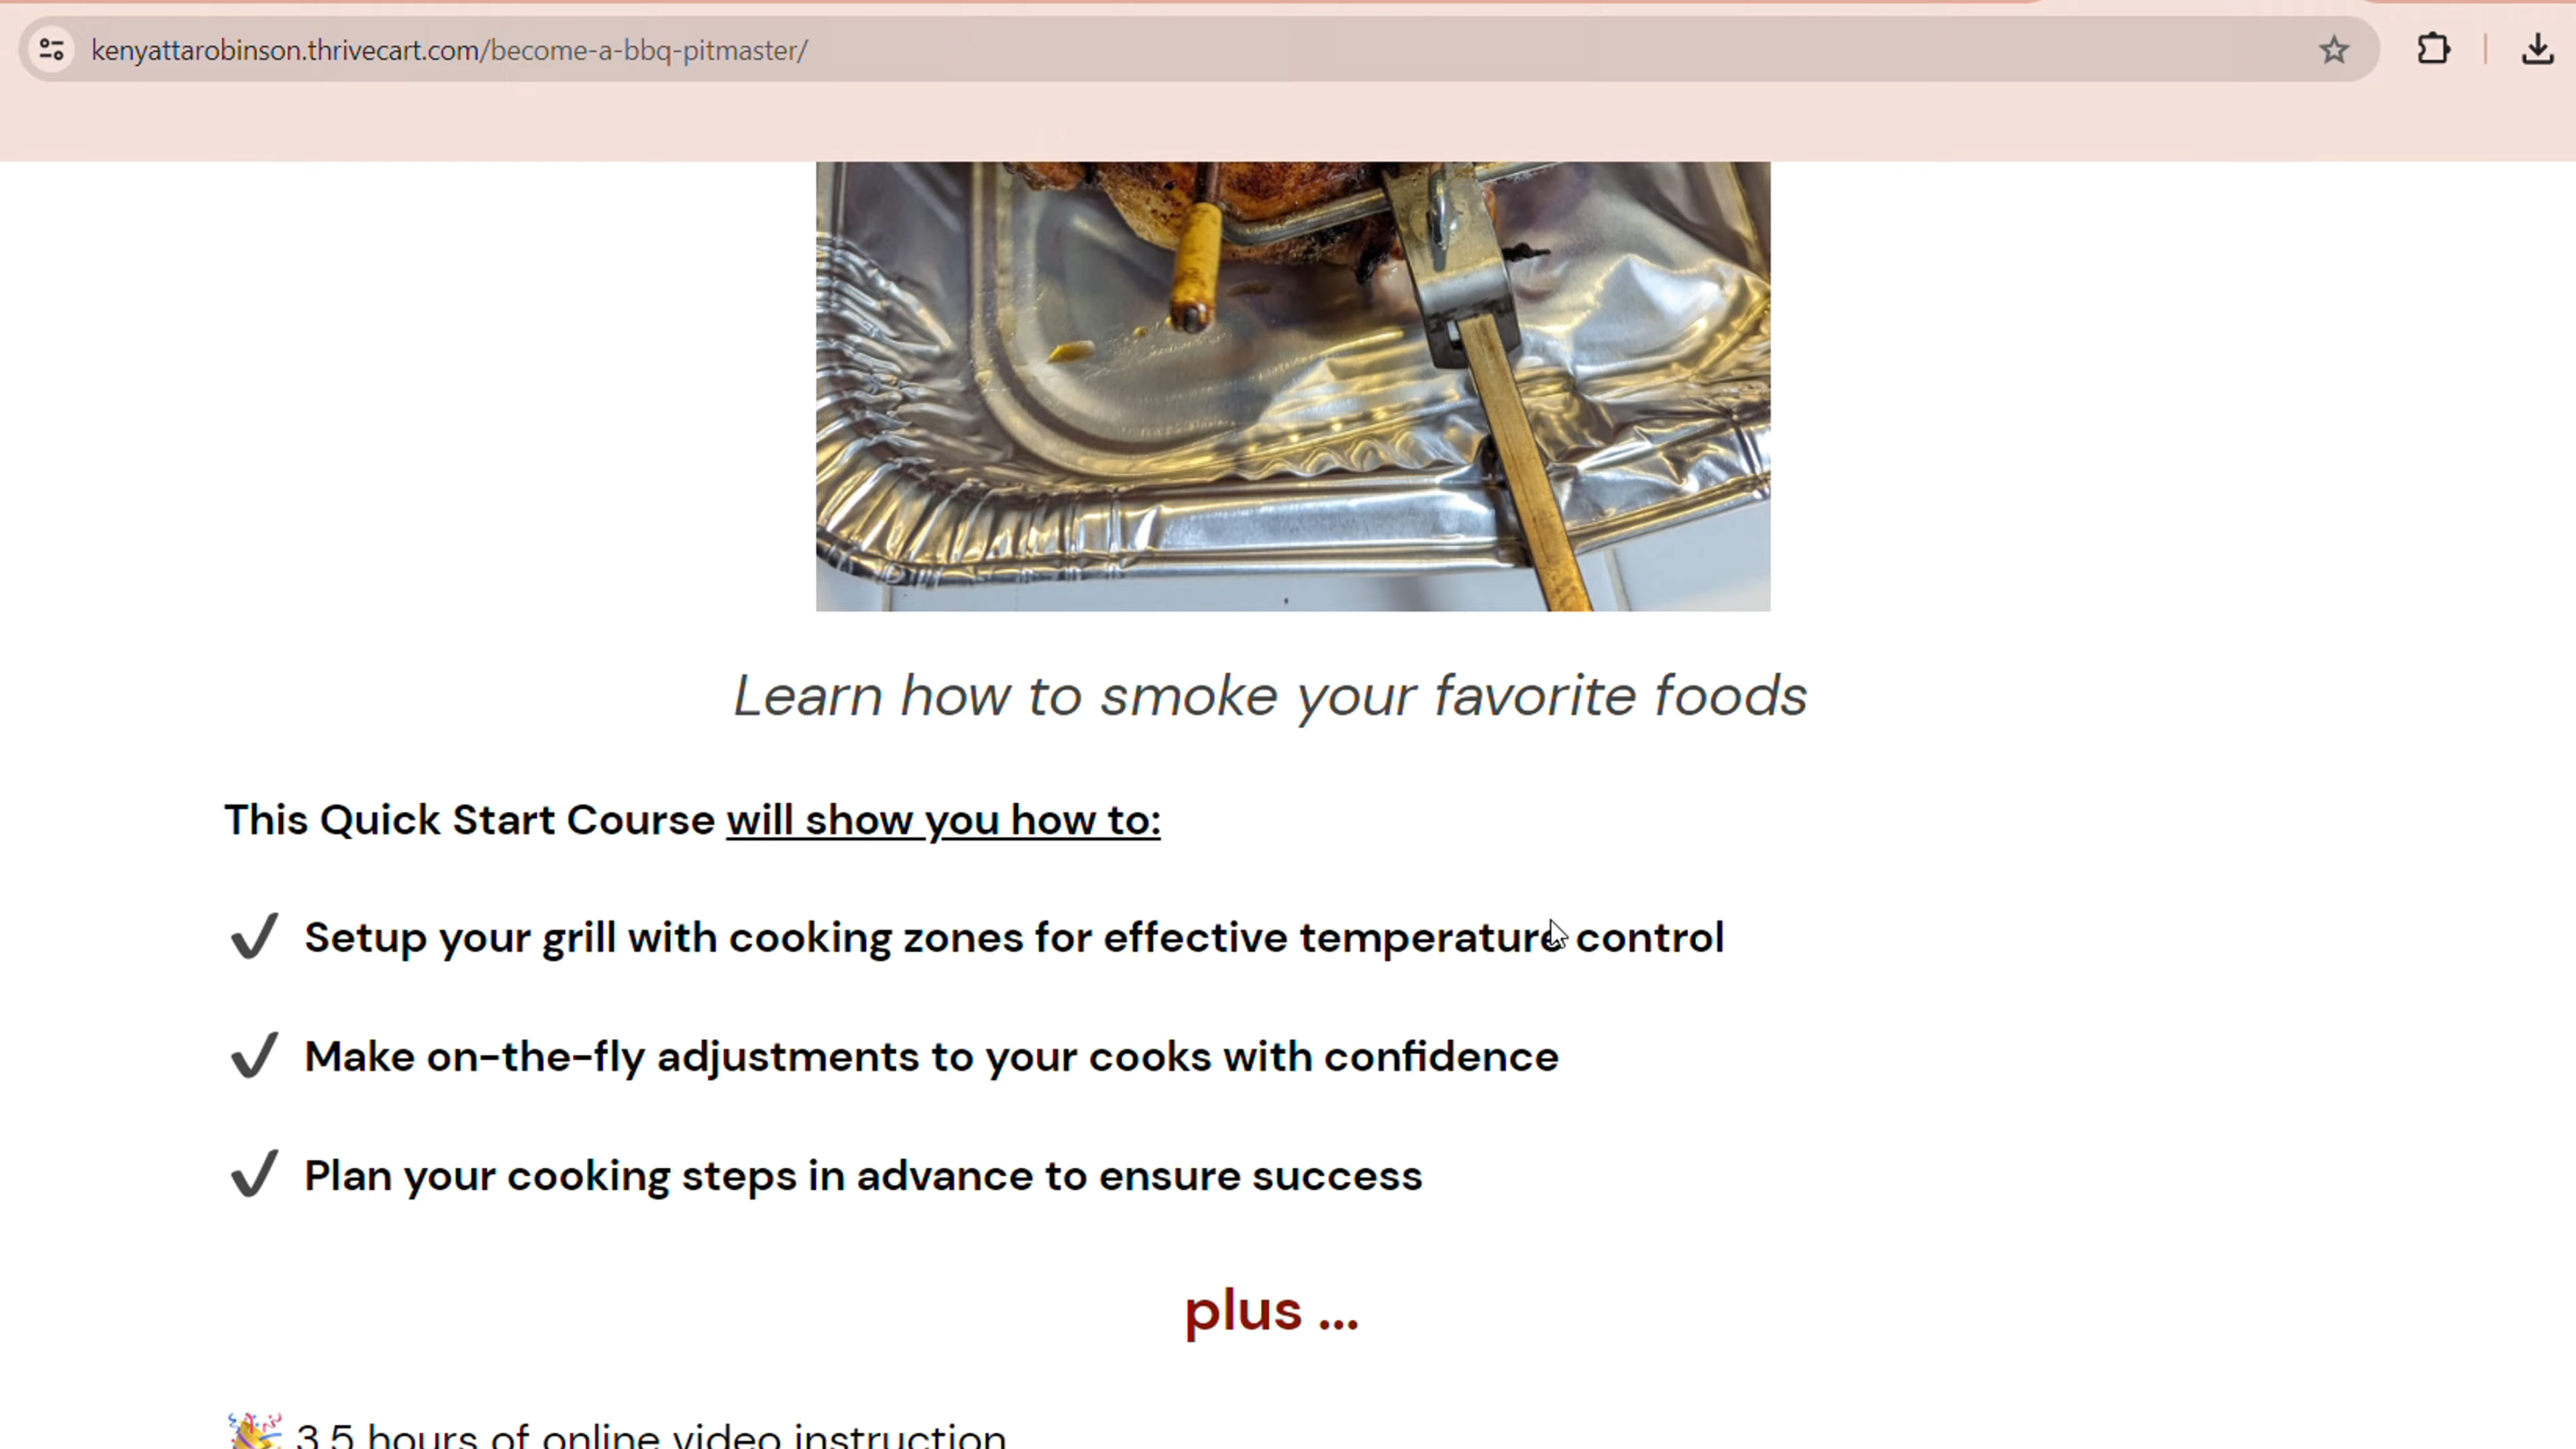 kenyattarobinson.thrivecart.com/become-a-bbq-pitmaster/
Learn how to smoke your favorite foods
This Quick Start Course will show you how to:
Setup your grill with cooking zones for effective temperature control
Make on-the-fly adjustments to your cooks with confidence
Plan your cooking steps in advance to ensure success
plus ...
3.5 hours of online video instruction